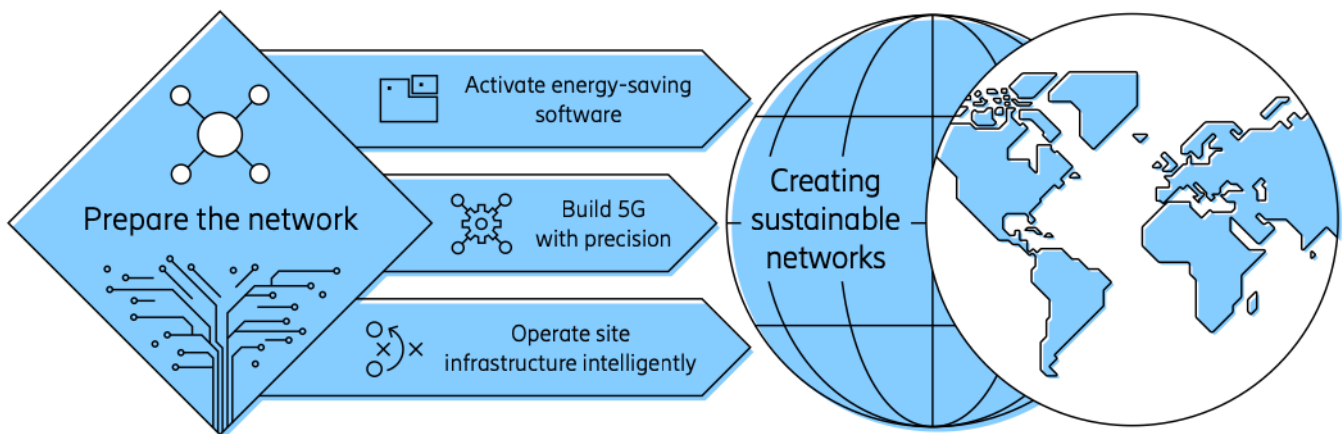 Prepare the network
Activate energy-saving
software
Build 5G
with precision
Operate site
infrastructure intelligently
Creating
sustainable
networks